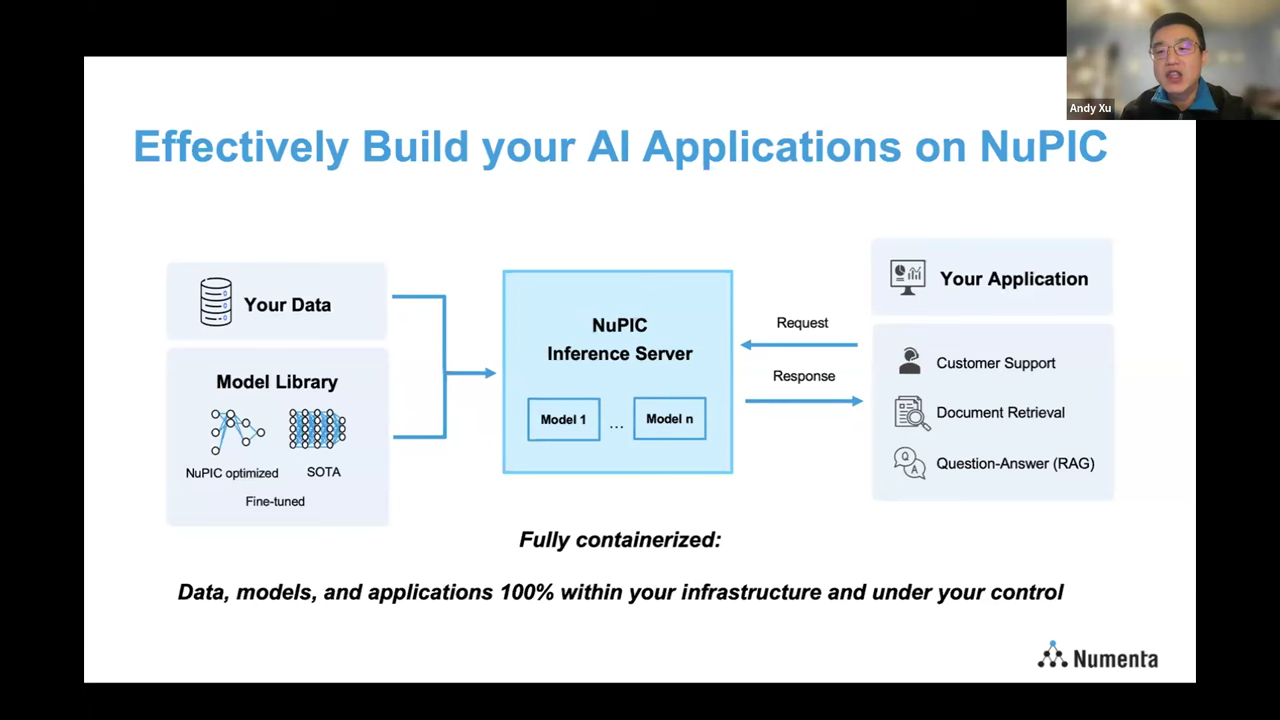 Andy Xu
Effectively Build your AI Applications on NuPIC
Your Data
Model Library
NuPIC optimized
SOTA
Fine-tuned
NuPIC
Inference Server
Model 1
...
Model n
Request
Response
Your Application
Customer Support
Document Retrieval
Q
A
Question-Answer (RAG)
Fully containerized:
Data, models, and applications 100% within your infrastructure and under your control
Numenta